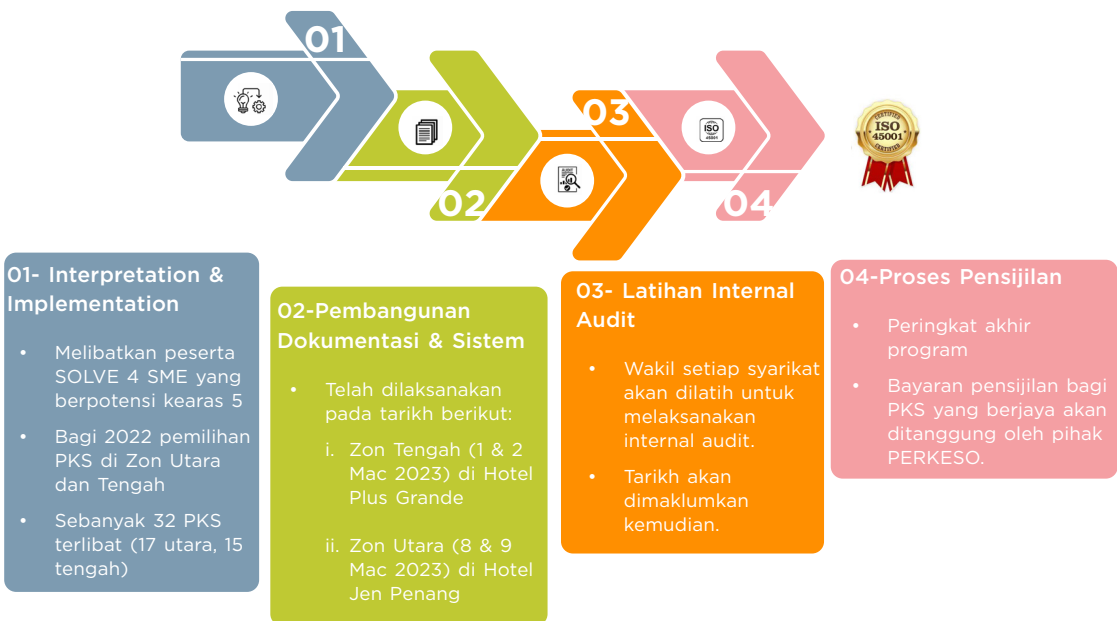 01
02
03
04
ISO
45001
CERTIFIED
ISO
45001
CERTIFIED
01- Interpretation &
Implementation
• Melibatkan peserta
SOLVE 4 SME yang
berpotensi kearas 5
• Bagi 2022 pemilihan
PKS di Zon Utara
dan Tengah
• Sebanyak 32 PKS
terlibat (17 utara, 15
tengah)
02-Pembangunan
Dokumentasi & Sistem
• Telah dilaksanakan
pada tarikh berikut:
i. Zon Tengah (1 & 2
Mac 2023) di Hotel
Plus Grande
ii. Zon Utara (8 & 9
Mac 2023) di Hotel
Jen Penang
03- Latihan Internal
Audit
• Wakil setiap syarikat
akan dilatih untuk
melaksanakan
internal audit.
• Tarikh akan
dimaklumkan
kemudian.
04-Proses Pensijilan
• Peringkat akhir
program
• Bayaran pensijilan bagi
PKS yang berjaya akan
ditanggung oleh pihak
PERKESO.